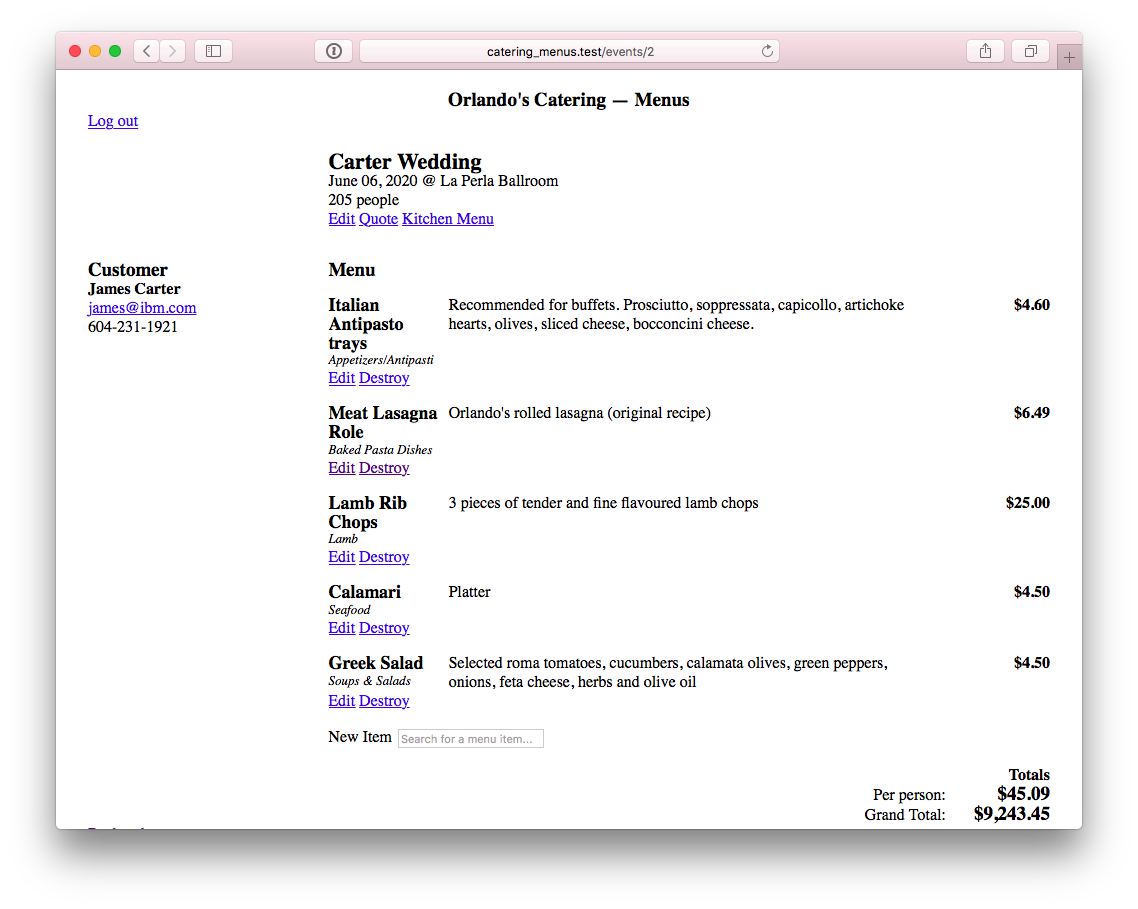 catering_menus.test/events/2
Orlando's Catering — Menus
Log out
Carter Wedding
June 06, 2020 @ La Perla Ballroom
205 people
Edit Quote Kitchen Menu
Customer
James Carter
james@ibm.com
604-231-1921
Menu
Italian
Antipasto
trays
Appetizers/Antipasti
Edit Destroy
Recommended for buffets. Prosciutto, soppressata, capicollo, artichoke
hearts, olives, sliced cheese, bocconcini cheese.
$4.60
Meat Lasagna
Role
Baked Pasta Dishes
Edit Destroy
Orlando's rolled lasagna (original recipe)
$6.49
Lamb Rib
Chops
Lamb
Edit Destroy
3 pieces of tender and fine flavoured lamb chops
$25.00
Calamari
Seafood
Edit Destroy
Platter
$4.50
Greek Salad
Soups & Salads
Edit Destroy
Selected roma tomatoes, cucumbers, calamata olives, green peppers,
onions, feta cheese, herbs and olive oil
$4.50
New Item Search for a menu item...
Totals
Per person: $45.09
Grand Total: $9,243.45